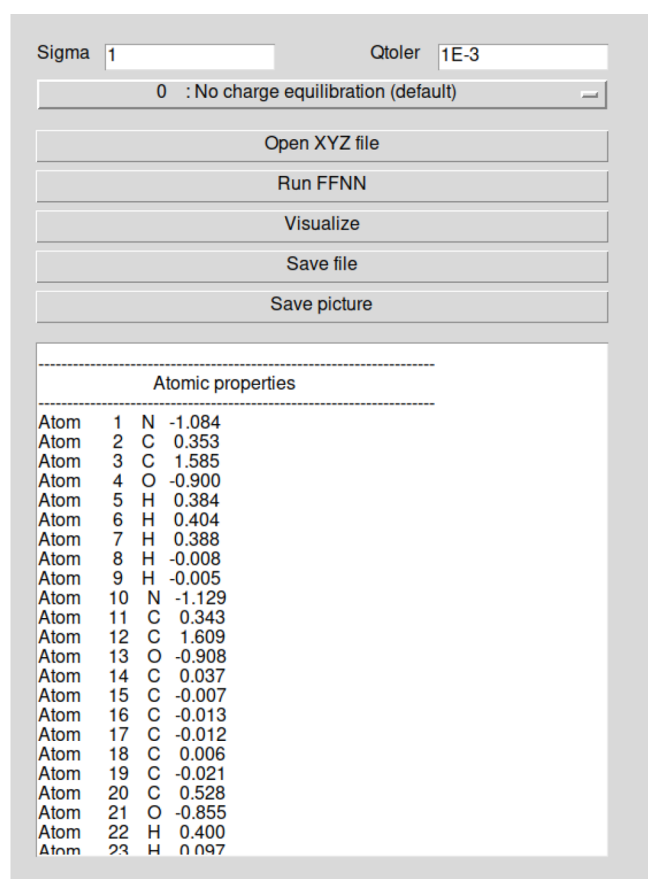 Sigma 1 Qtoler 1E-3
0 : No charge equilibration (default)
Open XYZ file
Run FFNN
Visualize
Save file
Save picture
--------------------------------------------------------------------
Atomic properties
--------------------------------------------------------------------
Atom 1 N -1.084
Atom 2 C 0.353
Atom 3 C 1.585
Atom 4 O -0.900
Atom 5 H 0.384
Atom 6 H 0.404
Atom 7 H 0.388
Atom 8 H -0.008
Atom 9 H -0.005
Atom 10 N -1.129
Atom 11 C 0.343
Atom 12 C 1.609
Atom 13 O -0.908
Atom 14 C 0.037
Atom 15 C -0.007
Atom 16 C -0.013
Atom 17 C -0.012
Atom 18 C 0.006
Atom 19 C -0.021
Atom 20 C 0.528
Atom 21 O -0.855
Atom 22 H 0.400
Atom 23 H 0.097